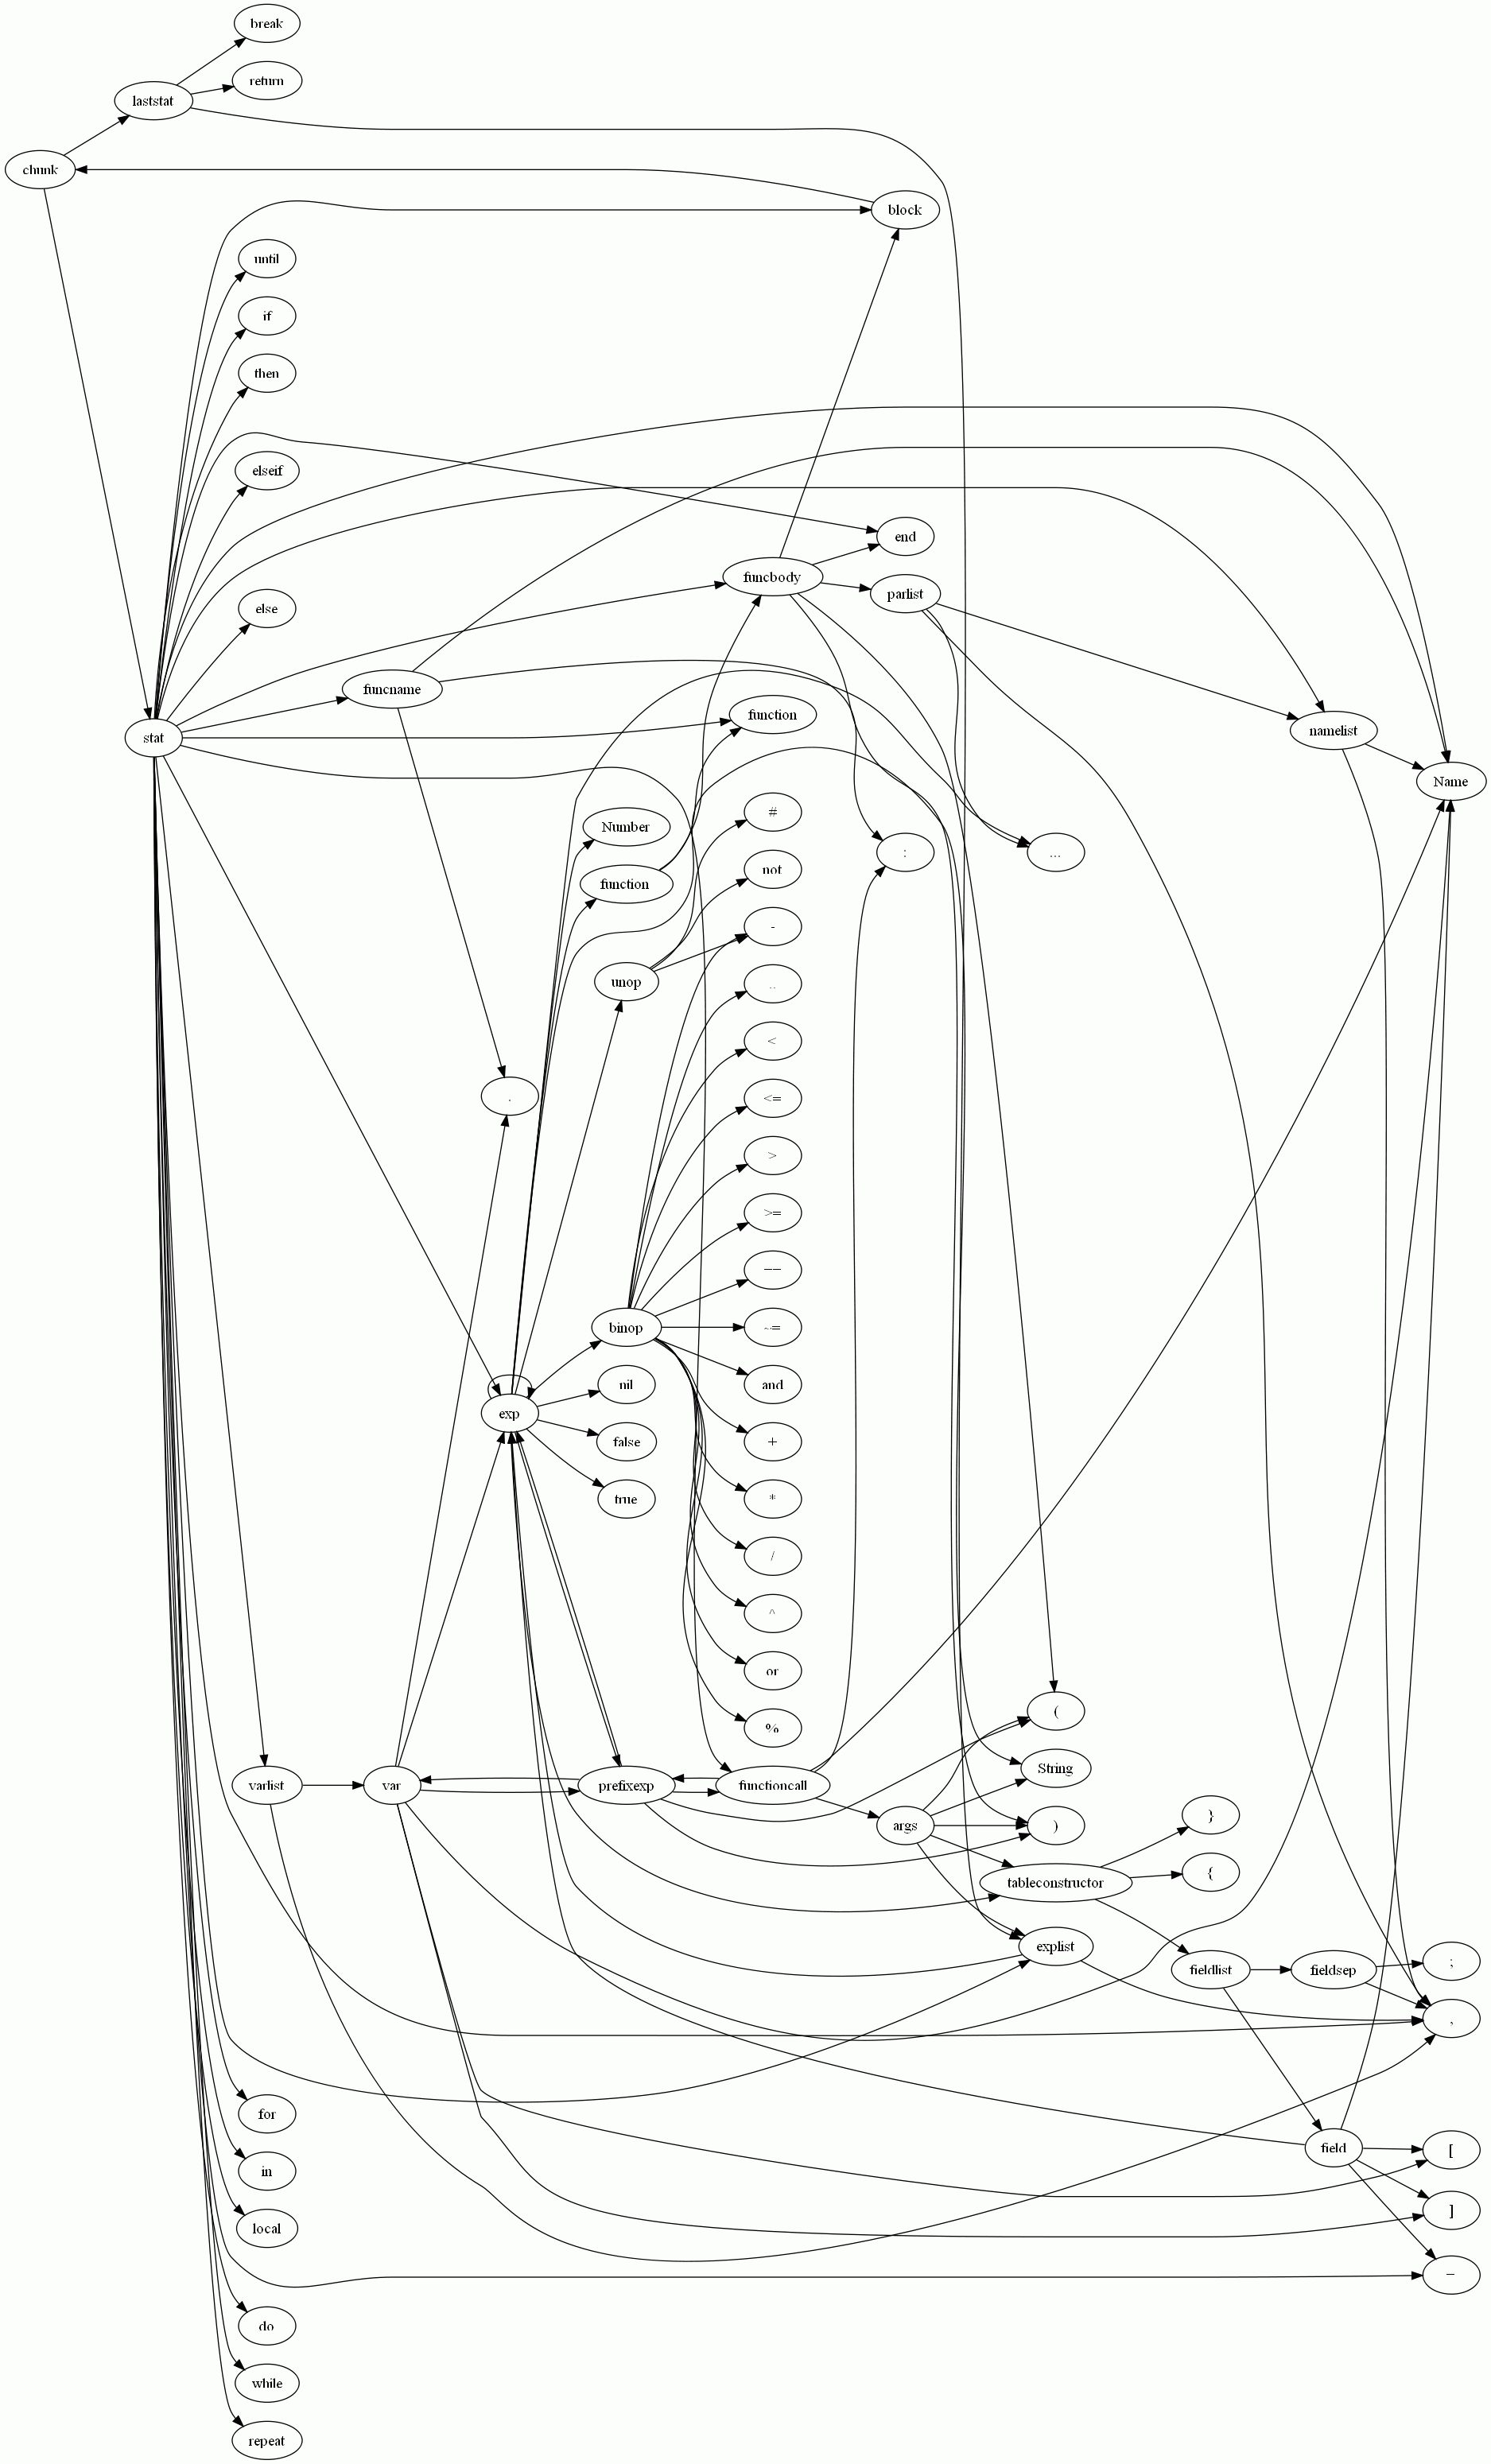 break
return
laststat
chunk
block
until
if
then
elseif
end
funcbody
parlist
else
funcname
function
namelist
stat
Name
#
Number
:
...
not
function
-
unop
..
<
.
<=
>
>=
==
binop
~=
nil
and
exp
false
+
true
*
/
^
or
(
%
String
varlist
var
prefixexp
functioncall
}
args
)
{
tableconstructor
explist
;
fieldlist
fieldsep
,
for
field
[
in
]
local
=
do
while
repeat